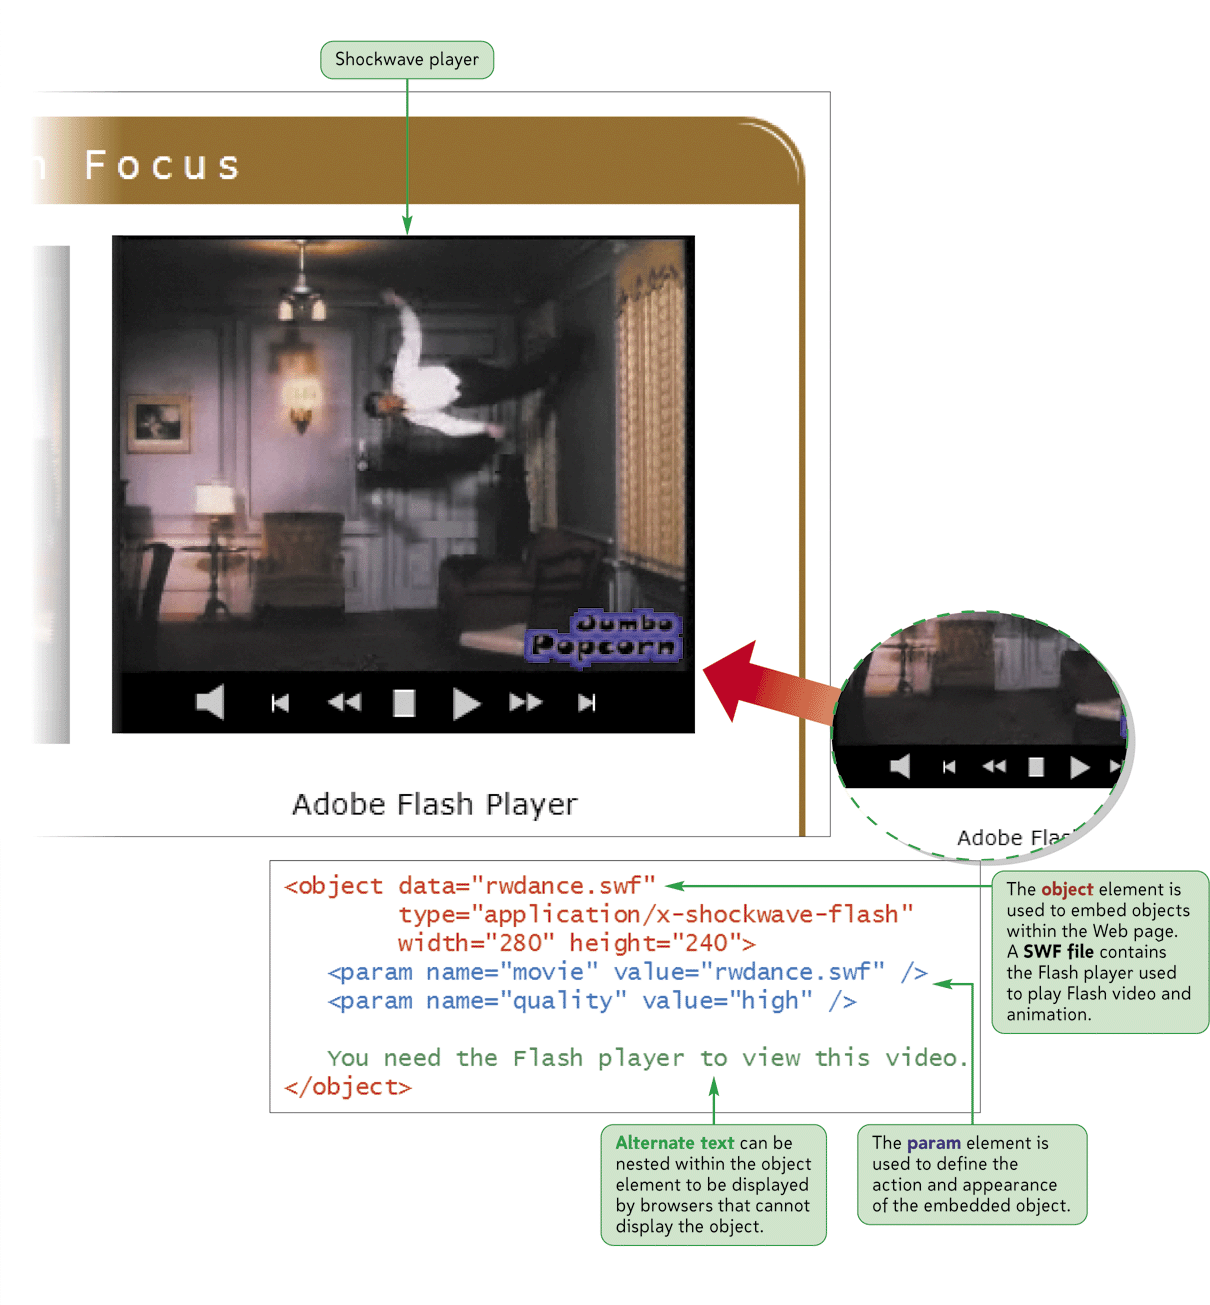 Shockwave player
Focus
Jumbo
Popcorn
Adobe Flash Player
<object data="rwdance.swf"
type="application/x-shockwave-flash"
width="280" height="240">
<param name="movie" value="rwdance.swf" />
<param name="quality" value="high" />
You need the Flash player to view this video.
</object>
The object element is
used to embed objects
within the Web page.
A SWF file contains
the Flash player used
to play Flash video and
animation.
Alternate text can be
nested within the object
element to be displayed
by browsers that cannot
display the object.
The param element is
used to define the
action and appearance
of the embedded object.